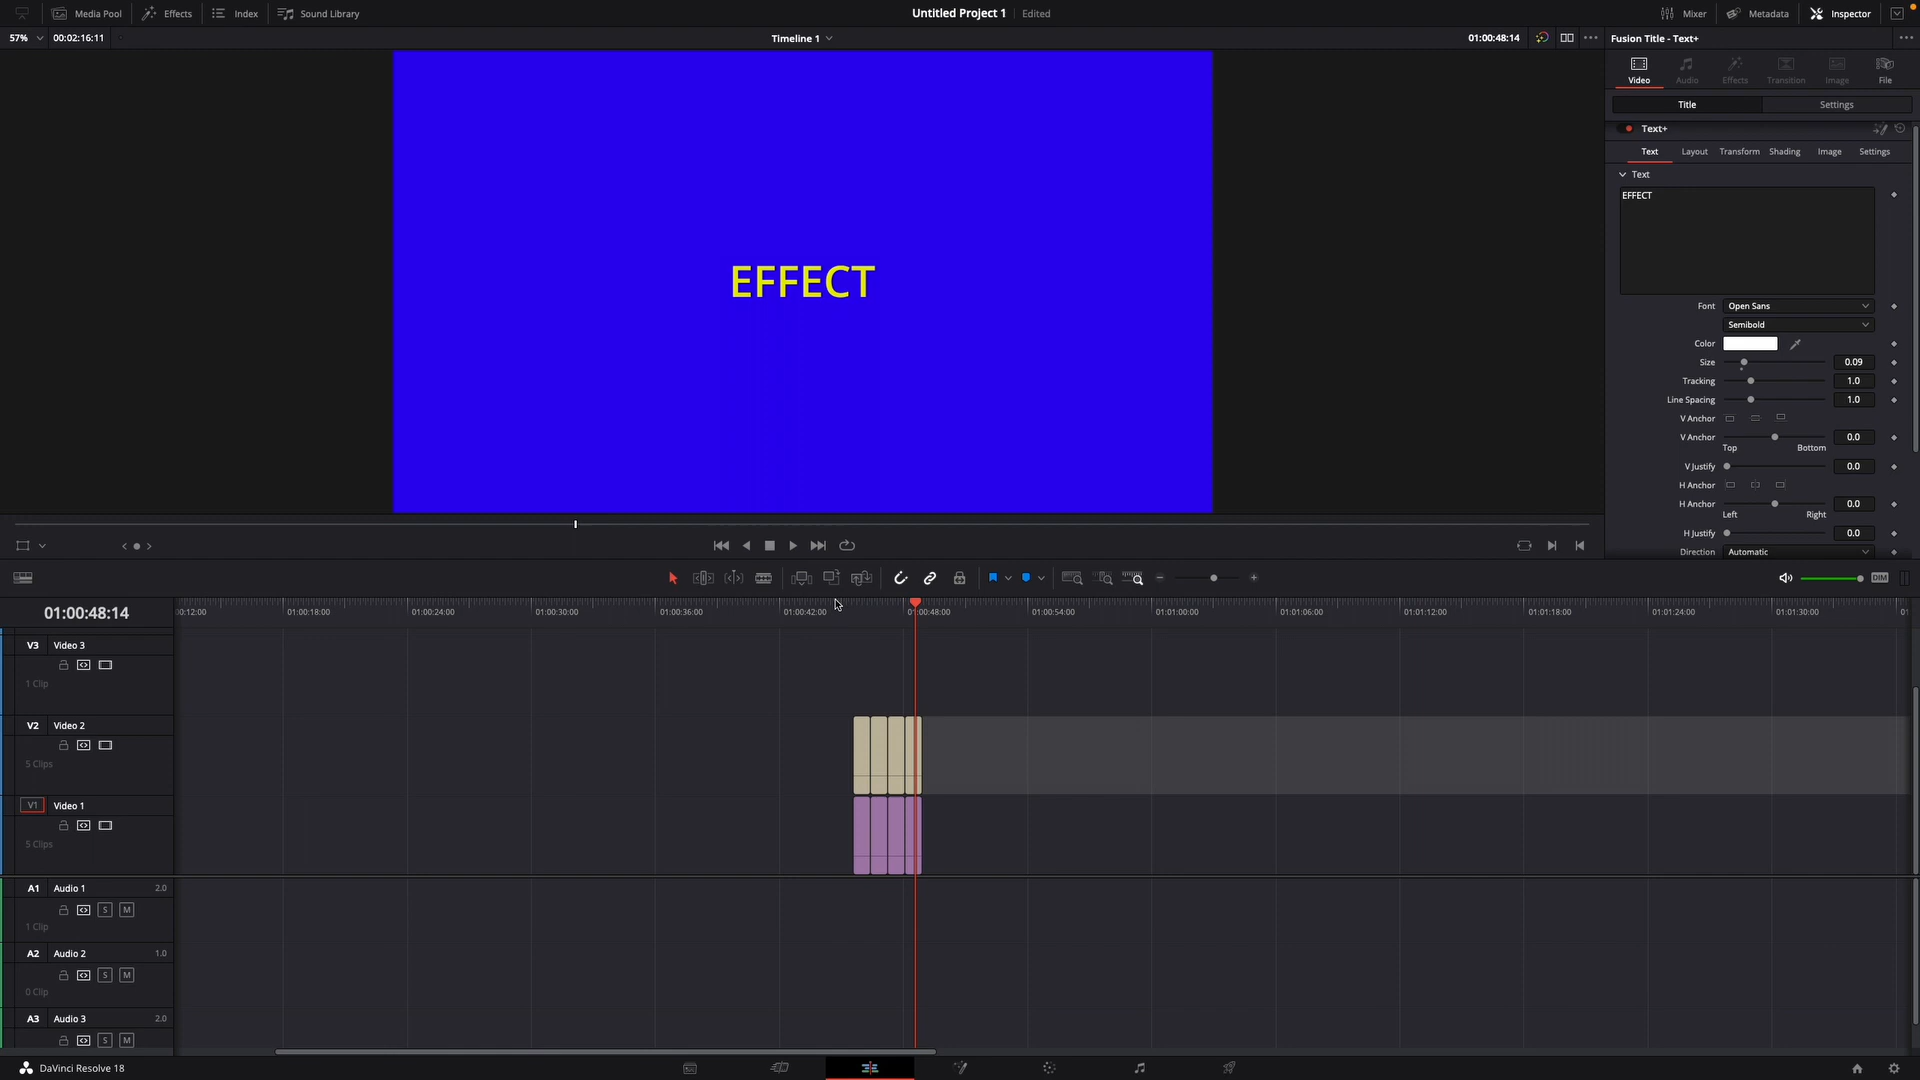 Media Pool Effects Index Sound Library Untitled Project 1 Edited Mixer Metadata Inspector
57% 00:02:16:11 Timeline 1 01:00:48:14 Fusion Title - Text+
Video Audio Effects Transition Image File
Title Settings
Text+
Text Layout Transform Shading Image Settings
Text
EFFECT
EFFECT
Font Open Sans
Semibold
Color
Size 0.09
Tracking 1.0
Line Spacing 1.0
V Anchor
V Anchor 0.0
Top Bottom
V Justify 0.0
H Anchor
H Anchor 0.0
Left Right
H Justify 0.0
Direction Automatic
DIM
01:00:48:14
0:12:00 01:00:18:00 01:00:24:00 01:00:30:00 01:00:36:00 01:00:42:00 01:00:48:00 01:00:54:00 01:01:00:00 01:01:06:00 01:01:12:00 01:01:18:00 01:01:24:00 01:01:30:00
V3 Video 3
1 Clip
V2 Video 2
5 Clips
V1 Video 1
5 Clips
A1 Audio 1 2.0
S M
1 Clip
A2 Audio 2 1.0
S M
0 Clip
A3 Audio 3 2.0
S M
DaVinci Resolve 18